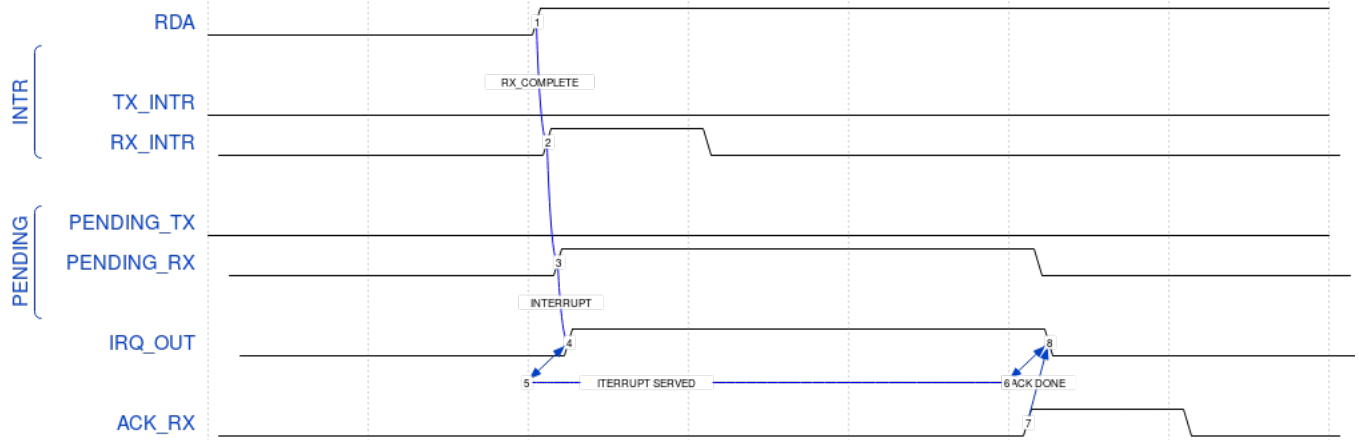 RDA
1
RX_COMPLETE
INTR
TX_INTR
RX_INTR
2
PENDING
PENDING_TX
PENDING_RX
3
INTERRUPT
IRQ_OUT
4
8
5
ITERRUPT SERVED
6
ACK DONE
ACK_RX
7